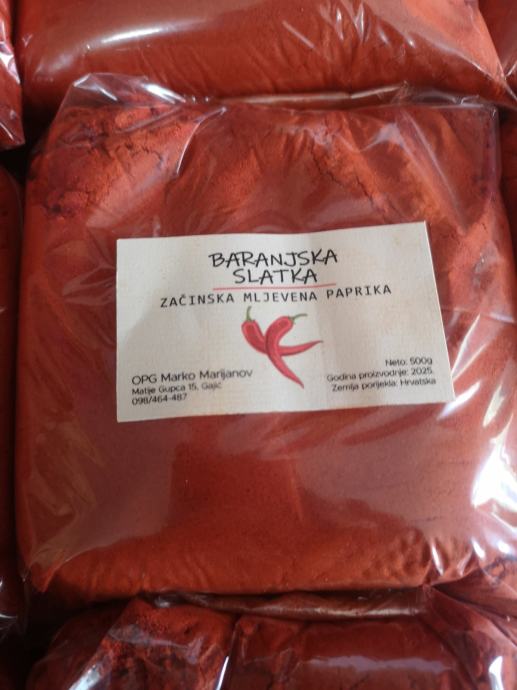 BARANJSKA
SLATKA
ZAČINSKA MLJEVENA PAPRIKA
OPG Marko Marijanov
Matije Gupca 15, Gajić
098/464-487
Neto: 500g
Godina proizvodnje: 2025.
Zemlja porijekla: Hrvatska